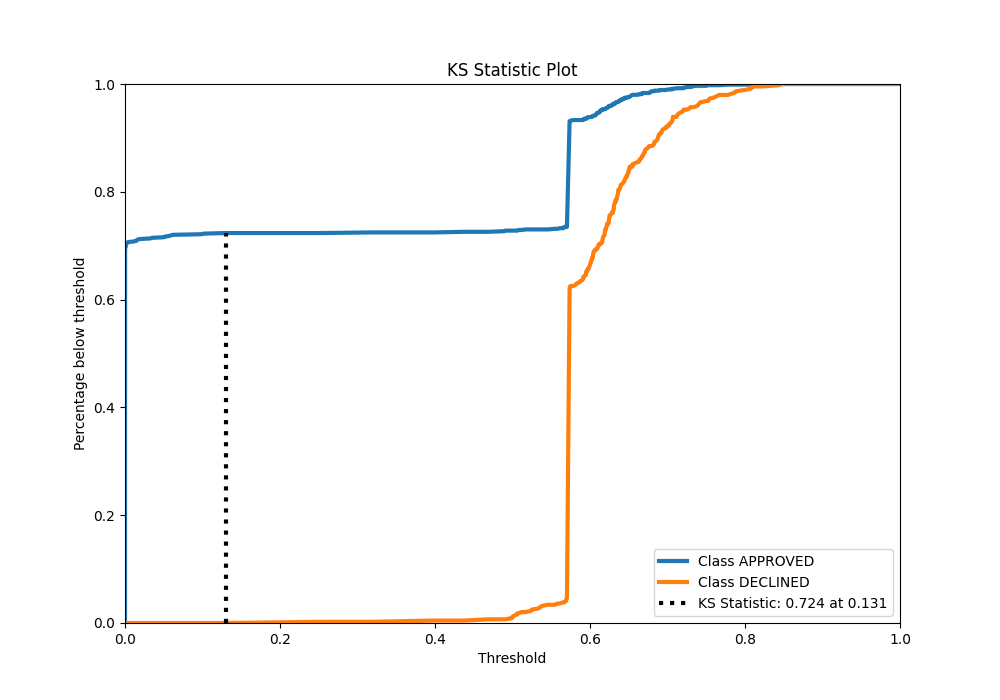 KS Statistic Plot
Percentage below threshold
1.0
0.8
0.6
0.4
0.2
0.0
0.0 0.2 0.4 0.6 0.8 1.0
Threshold
Class APPROVED
Class DECLINED
KS Statistic: 0.724 at 0.131